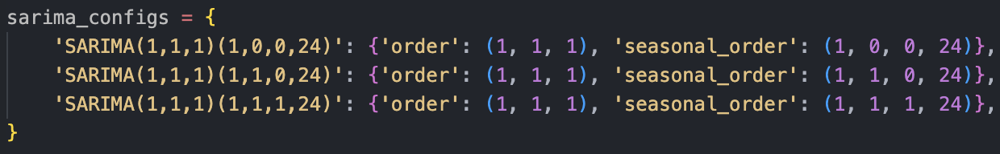 sarima_configs = {
    'SARIMA(1,1,1)(1,0,0,24)': {'order': (1, 1, 1), 'seasonal_order': (1, 0, 0, 24)},
    'SARIMA(1,1,1)(1,1,0,24)': {'order': (1, 1, 1), 'seasonal_order': (1, 1, 0, 24)},
    'SARIMA(1,1,1)(1,1,1,24)': {'order': (1, 1, 1), 'seasonal_order': (1, 1, 1, 24)},
}